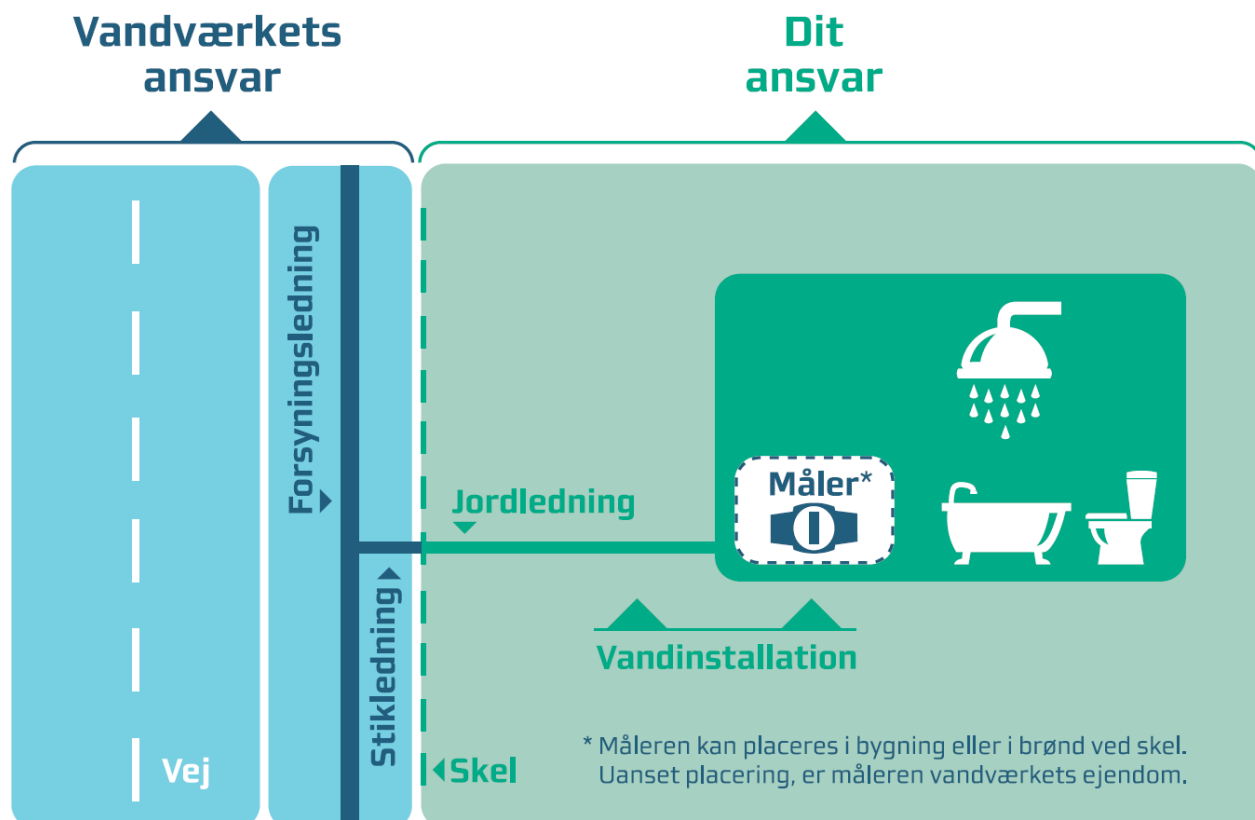 Vandværkets
ansvar
Dit
ansvar
Forsyningsledning
Stikledning
Jordledning
Måler*
Vandinstallation
Vej
Skel
* Måleren kan placeres i bygning eller i brønd ved skel.
Uanset placering, er måleren vandværkets ejendom.